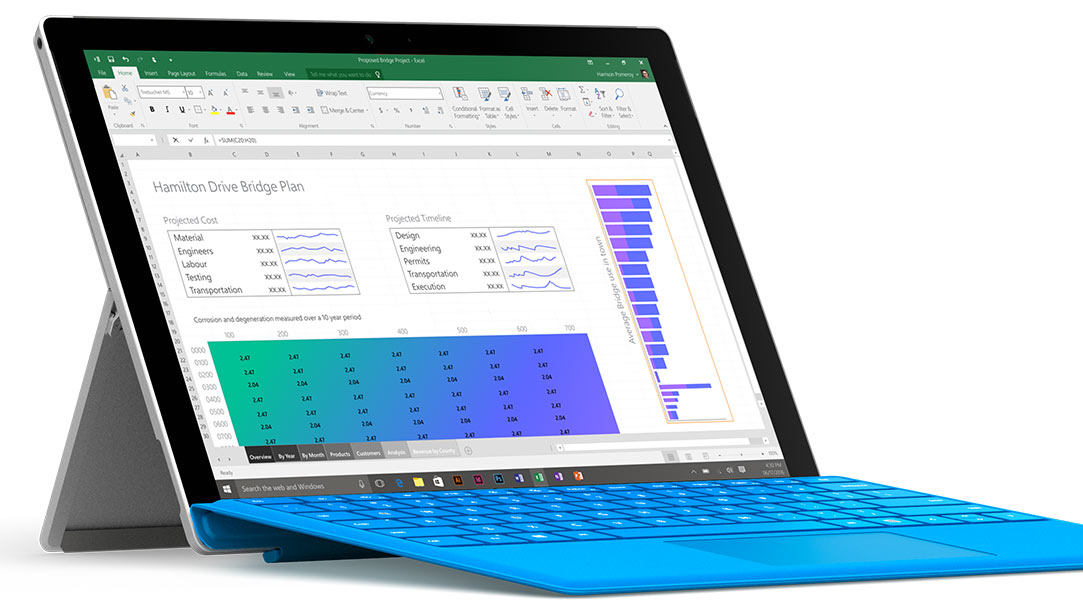 Proposed Bridge Project - Excel
File Home Insert Page Layout Formulas Data Review View Tell me what you want to do
Harrison Pomeroy
Paste
Trebuchet MS
Wrap Text
Merge & Center
Currency
Conditional Formatting
Format as Table
Cell Styles
Insert Delete Format
Sort & Filter
Find & Select
Clipboard Font Alignment Number Styles Cells Editing
=SUM(C20:H20)
A B C D E F G H I J K L M N O P Q
Hamilton Drive Bridge Plan
Projected Cost
Material xx.xx
Engineers xx.xx
Labour xx.xx
Testing xx.xx
Transportation xx.xx
Projected Timeline
Design xx.xx
Engineering xx.xx
Permits xx.xx
Transportation xx.xx
Execution xx.xx
Average Bridge use in town
Corrosion and degeneration measured over a 10 year period
100 200 300 400 500 600 700
0000 2.47 2.47 2.47 2.47 2.47 2.47 2.47
0100 2.47 2.47 2.47 2.47 2.47 2.47 2.47
0200 2.04 2.04 2.04 2.04 2.04 2.04 2.04
0300 2.47 2.47 2.47 2.47 2.47 2.47 2.47
0400 2.47 2.47 2.47 2.47 2.47 2.47 2.47
0500 2.04 2.04 2.04 2.04 2.04 2.04 2.04
0600 2.47 2.47 2.47 2.47 2.47 2.47 2.47
0700
Overview By Year By Month Products Customers Analysis Revenue by County
Ready
Search the web and Windows
4:30 PM